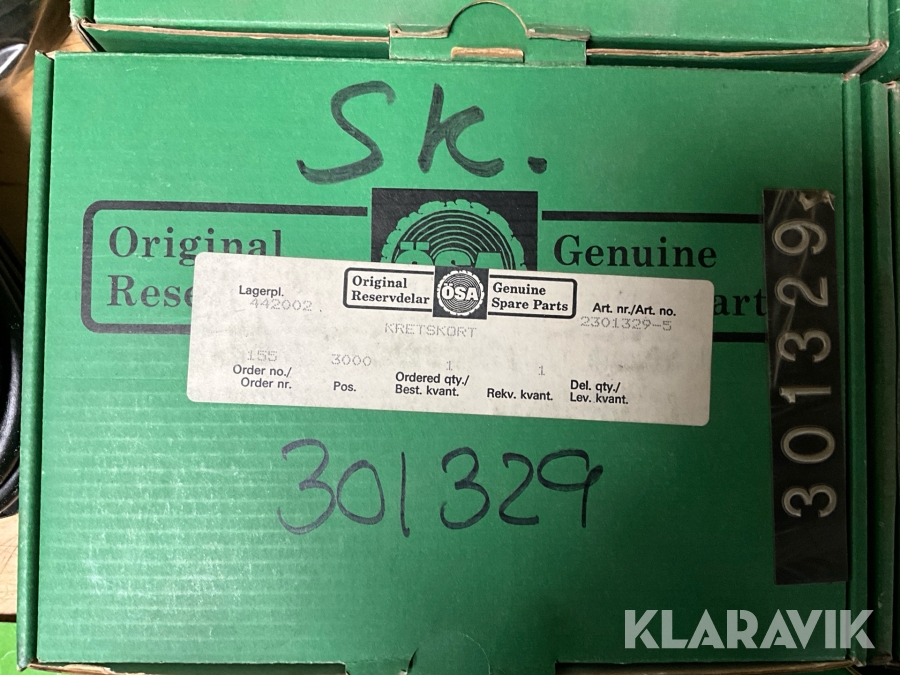 Sk.
Original
Genuine
Rese
art
Original
Reservdelar
ÖSA
Genuine
Spare Parts
Lagerpl.
442002.
Art. nr./Art. no.
2301329-5
KRETSKORT
155
3000
1
1
Order no./
Order nr.
Pos.
Ordered qty./
Best. kvant.
Rekv. kvant.
Del. qty./
Lev. kvant.
301329
301329
KLARAVIK